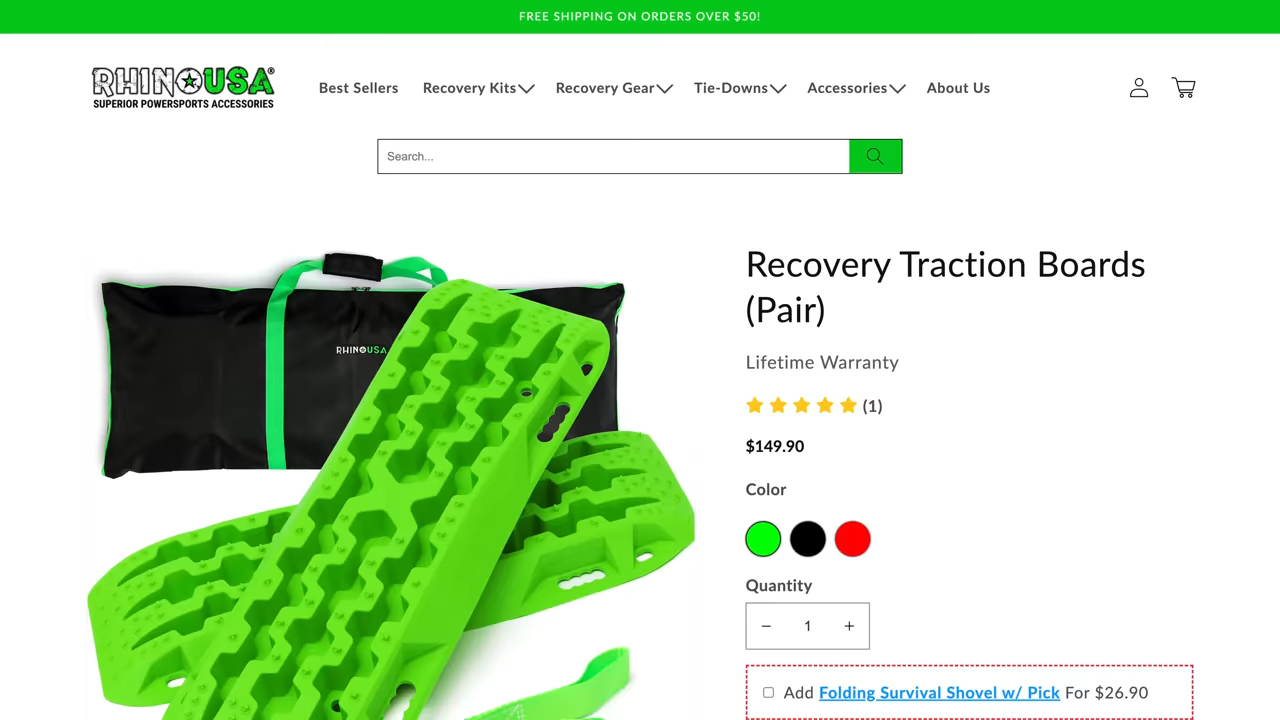 FREE SHIPPING ON ORDERS OVER $50!
RHINO USA®
SUPERIOR POWERSPORTS ACCESSORIES
Best Sellers
Recovery Kits
Recovery Gear
Tie-Downs
Accessories
About Us
Search...
RHINOUSA
Recovery Traction Boards
(Pair)
Lifetime Warranty
(1)
$149.90
Color
Quantity
− 1 +
Add Folding Survival Shovel w/ Pick For $26.90